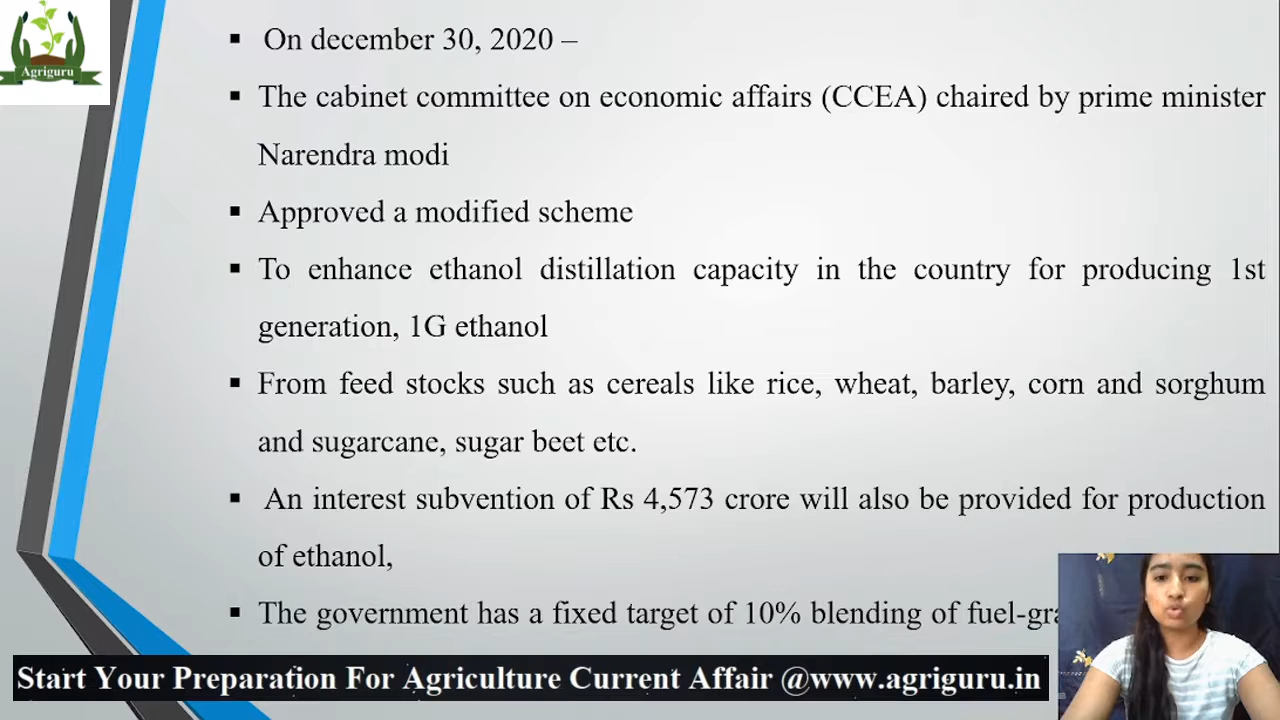 Agriguru
▪ On december 30, 2020 –
▪ The cabinet committee on economic affairs (CCEA) chaired by prime minister
Narendra modi
▪ Approved a modified scheme
▪ To enhance ethanol distillation capacity in the country for producing 1st
generation, 1G ethanol
▪ From feed stocks such as cereals like rice, wheat, barley, corn and sorghum
and sugarcane, sugar beet etc.
▪ An interest subvention of Rs 4,573 crore will also be provided for production
of ethanol,
▪ The government has a fixed target of 10% blending of
Start Your Preparation For Agriculture Current Affair @www.agriguru.in